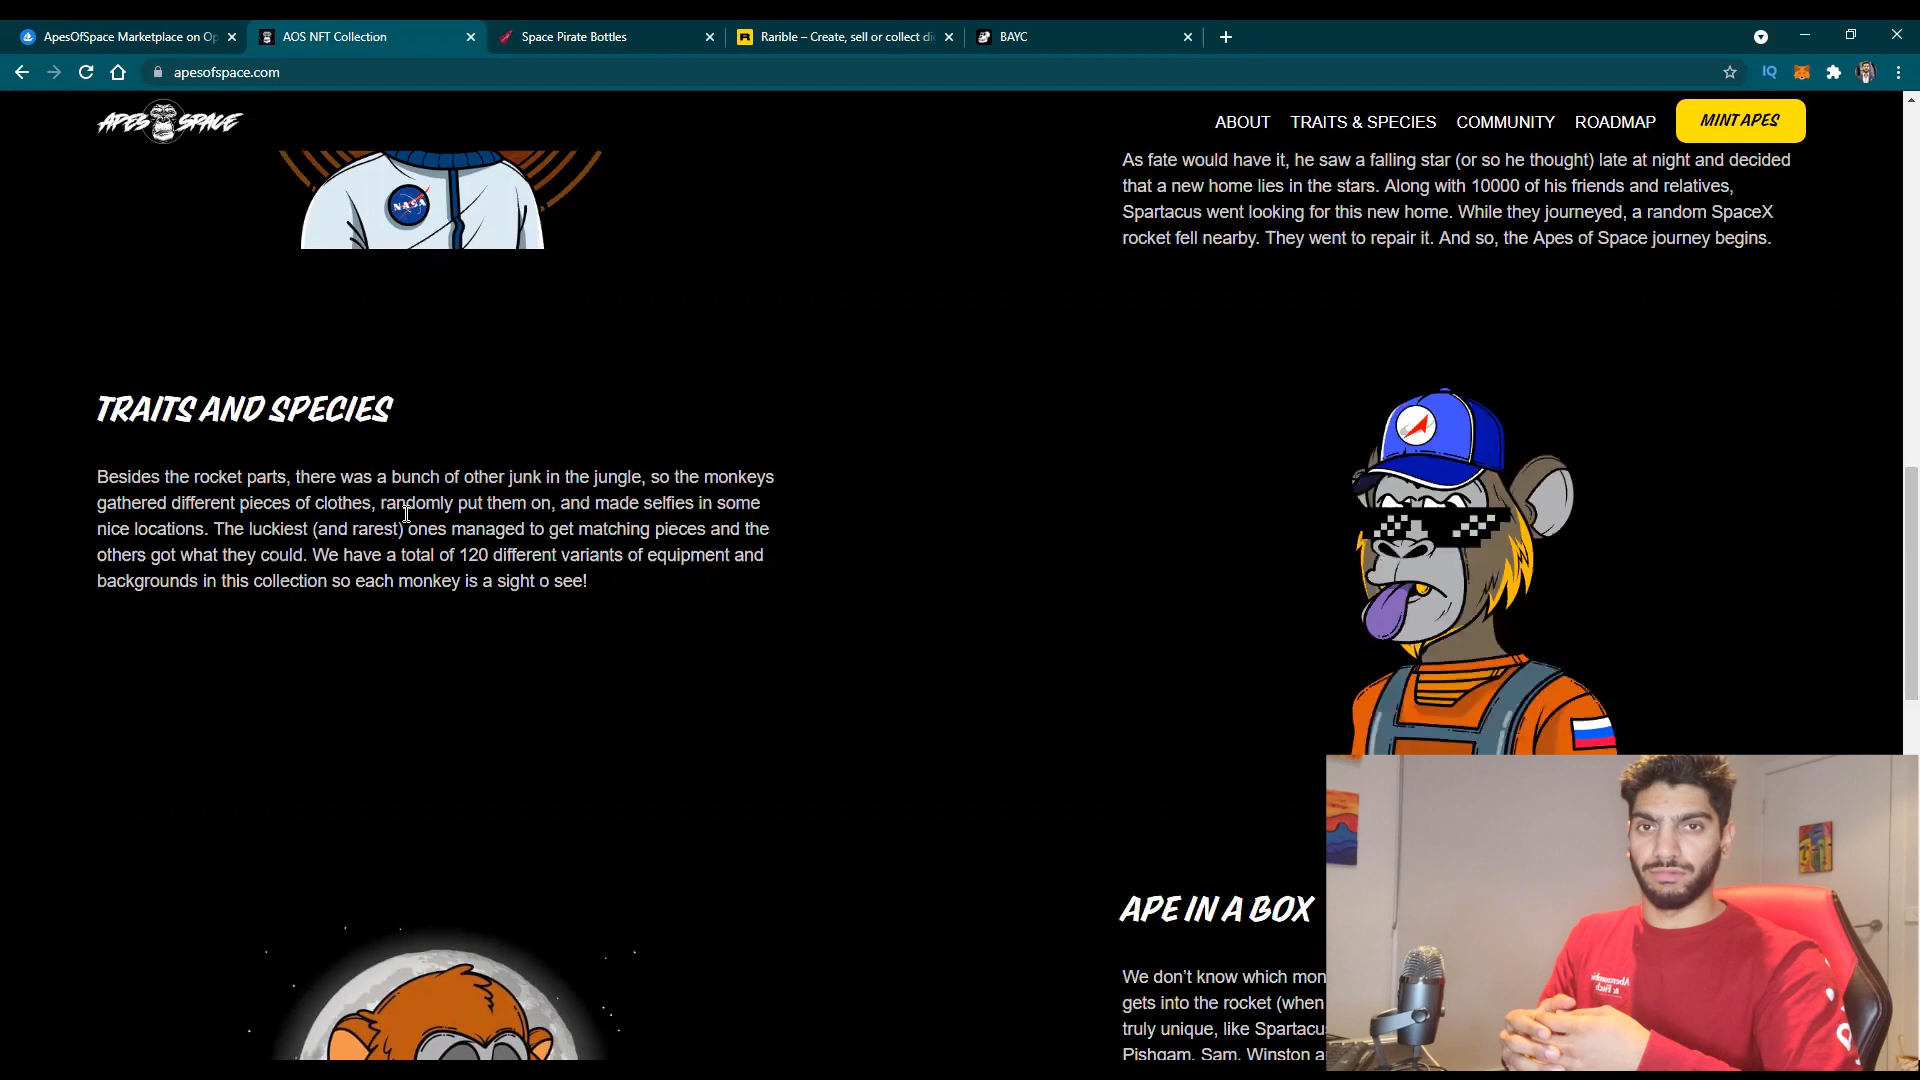 ApesOfSpace Marketplace on Op
AOS NFT Collection
Space Pirate Bottles
Rarible – Create, sell or collect di
BAYC
apesofspace.com
IQ
APES SPACE
ABOUT
TRAITS & SPECIES
COMMUNITY
ROADMAP
MINT APES
NASA
As fate would have it, he saw a falling star (or so he thought) late at night and decided
that a new home lies in the stars. Along with 10000 of his friends and relatives,
Spartacus went looking for this new home. While they journeyed, a random SpaceX
rocket fell nearby. They went to repair it. And so, the Apes of Space journey begins.
TRAITS AND SPECIES
Besides the rocket parts, there was a bunch of other junk in the jungle, so the monkeys
gathered different pieces of clothes, randomly put them on, and made selfies in some
nice locations. The luckiest (and rarest) ones managed to get matching pieces and the
others got what they could. We have a total of 120 different variants of equipment and
backgrounds in this collection so each monkey is a sight o see!
APE IN A BOX
We don't know which mon
gets into the rocket (when
truly unique, like Spartacus
Pishgam, Sam, Winston a
Abercrombie
& Fitch